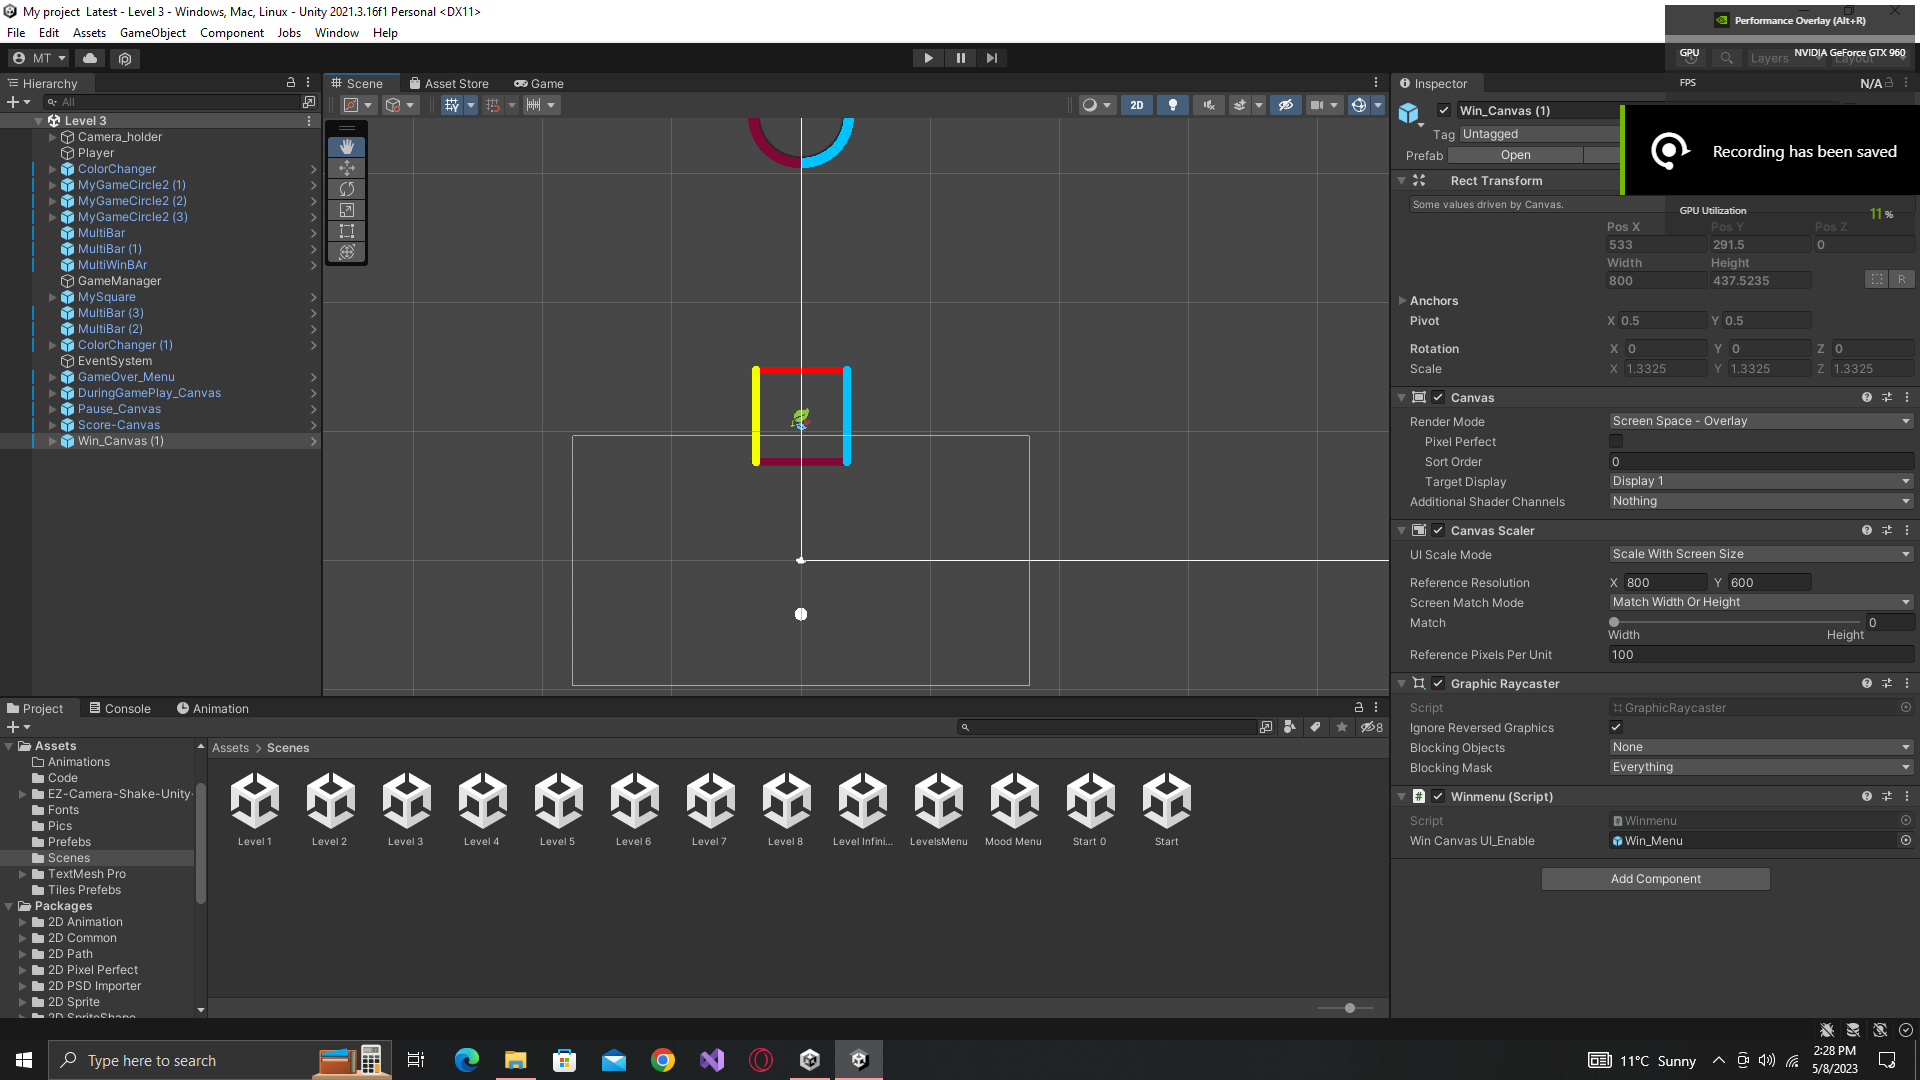 My project  Latest - Level 3 - Windows, Mac, Linux - Unity 2021.3.16f1 Personal <DX11>
File Edit Assets GameObject Component Jobs Window Help
Performance Overlay (Alt+R)
GPU NVIDIA GeForce GTX 960
FPS N/A
Recording has been saved
GPU Utilization 11 %
MT
Layers Layout
Hierarchy
All
Level 3
Camera_holder
Player
ColorChanger
MyGameCircle2 (1)
MyGameCircle2 (2)
MyGameCircle2 (3)
MultiBar
MultiBar (1)
MultiWinBAr
GameManager
MySquare
MultiBar (3)
MultiBar (2)
ColorChanger (1)
EventSystem
GameOver_Menu
DuringGamePlay_Canvas
Pause_Canvas
Score-Canvas
Win_Canvas (1)
Scene Asset Store Game
2D
Inspector
Win_Canvas (1)
Tag Untagged
Prefab Open
Rect Transform
Some values driven by Canvas.
Pos X Pos Y Pos Z
533 291.5 0
Width Height
800 437.5235
R
Anchors
Pivot X 0.5 Y 0.5
Rotation X 0 Y 0 Z 0
Scale X 1.3325 Y 1.3325 Z 1.3325
Canvas
Render Mode Screen Space - Overlay
Pixel Perfect
Sort Order 0
Target Display Display 1
Additional Shader Channels Nothing
Canvas Scaler
UI Scale Mode Scale With Screen Size
Reference Resolution X 800 Y 600
Screen Match Mode Match Width Or Height
Match 0
Width Height
Reference Pixels Per Unit 100
Graphic Raycaster
Script GraphicRaycaster
Ignore Reversed Graphics
Blocking Objects None
Blocking Mask Everything
Winmenu (Script)
Script Winmenu
Win Canvas UI_Enable Win_Menu
Add Component
Project Console Animation
8
Assets
Animations
Code
EZ-Camera-Shake-Unity-
Fonts
Pics
Prefebs
Scenes
TextMesh Pro
Tiles Prefebs
Packages
2D Animation
2D Common
2D Path
2D Pixel Perfect
2D PSD Importer
2D Sprite
2D SpriteShape
Assets > Scenes
Level 1 Level 2 Level 3 Level 4 Level 5 Level 6 Level 7 Level 8 Level Infini... LevelsMenu Mood Menu Start 0 Start
Type here to search
11°C Sunny
2:28 PM
5/8/2023